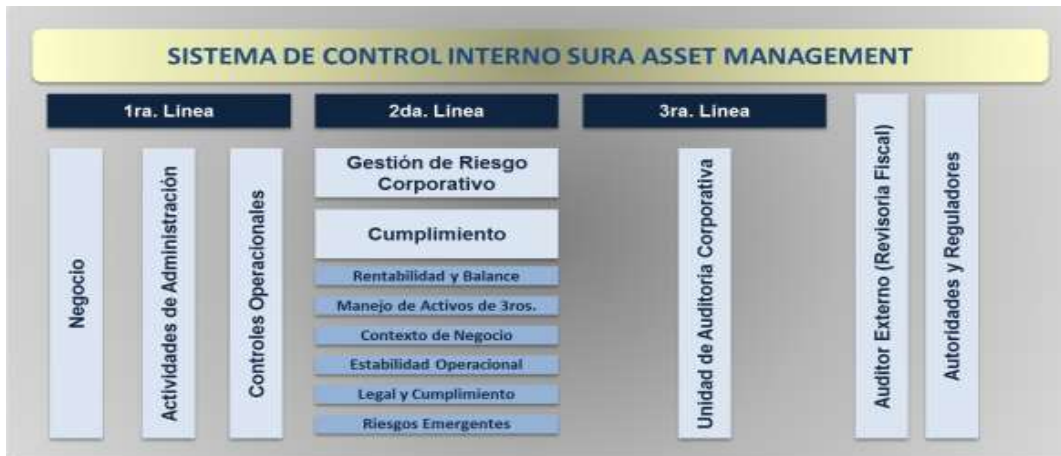 SISTEMA DE CONTROL INTERNO SURA ASSET MANAGEMENT
1ra. Línea
2da. Línea
3ra. Línea
Negocio
Actividades de Administración
Controles Operacionales
Gestión de Riesgo
Corporativo
Cumplimiento
Rentabilidad y Balance
Manejo de Activos de 3ros.
Contexto de Negocio
Estabilidad Operacional
Legal y Cumplimiento
Riesgos Emergentes
Unidad de Auditoria Corporativa
Auditor Externo (Revisoria Fiscal)
Autoridades y Reguladores